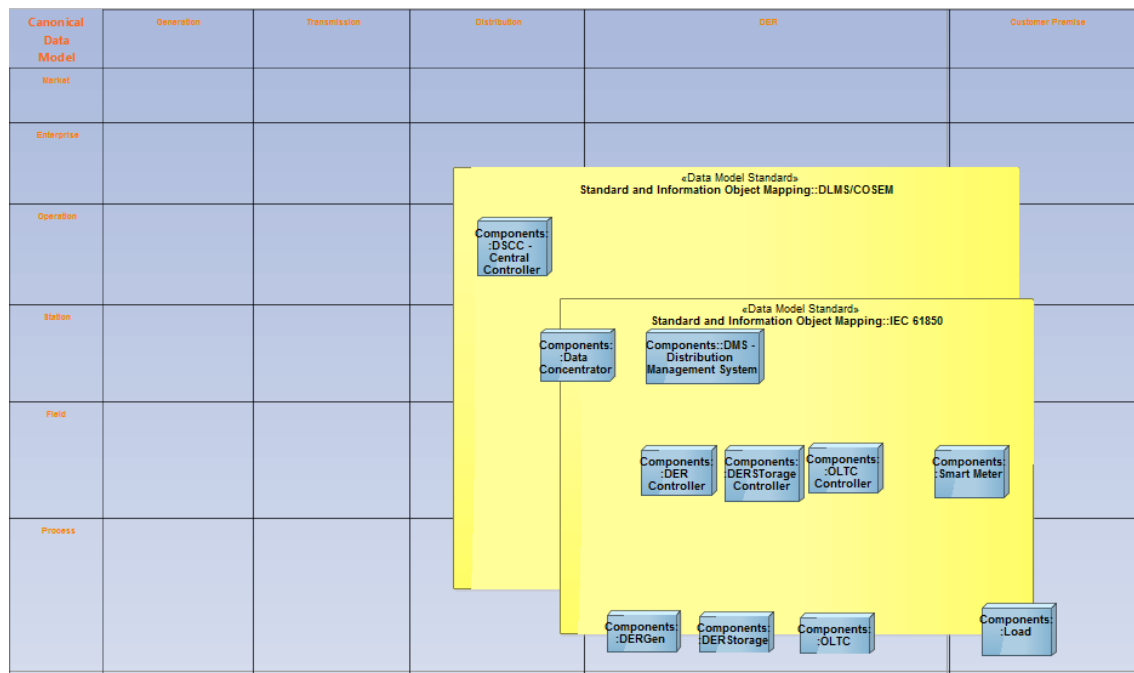 Canonical
Data
Model
Generation
Transmission
Distribution
DER
Customer Premise
Market
Enterprise
«Data Model Standard»
Standard and Information Object Mapping::DLMS/COSEM
Operation
Components:
:DSCC -
Central
Controller
Station
«Data Model Standard»
Standard and Information Object Mapping::IEC 61850
Components:
:Data
Concentrator
Components::DMS -
Distribution
Management System
Field
Components:
:DER
Controller
Components:
:DERSTorage
Controller
Components:
:OLTC
Controller
Components:
:Smart Meter
Process
Components:
:DERGen
Components:
:DERStorage
Components:
:OLTC
Components:
:Load